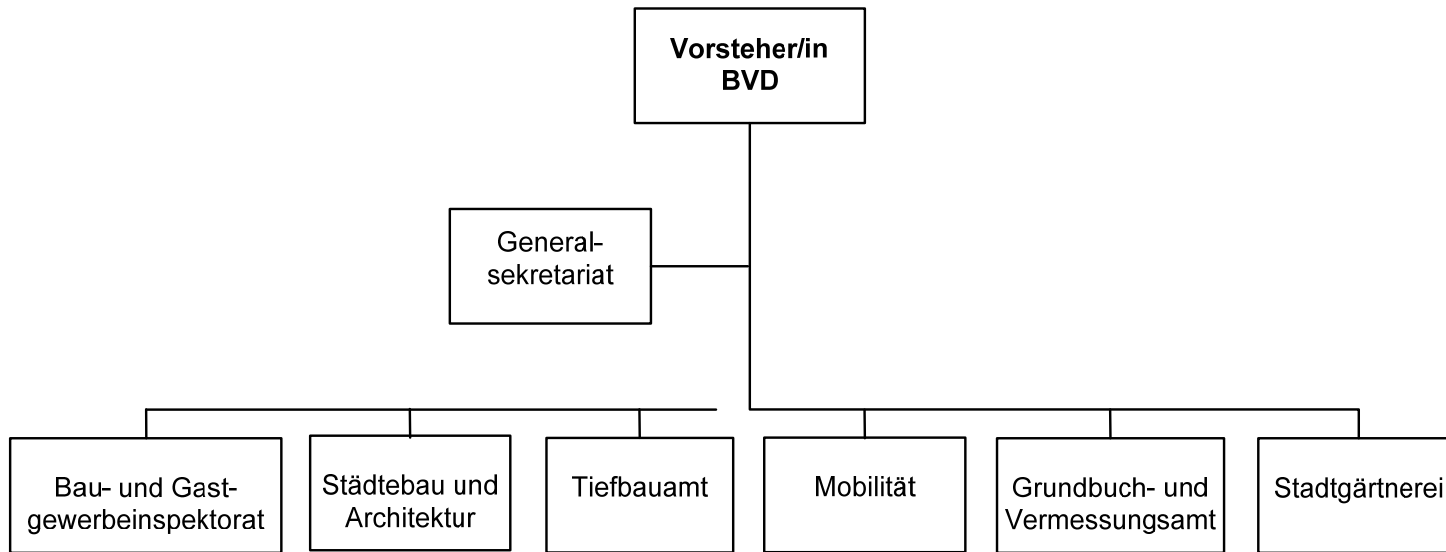 Vorsteher/in
BVD
General-
sekretariat
Bau- und Gast-
gewerbeinspektorat
Städtebau und
Architektur
Tiefbauamt
Mobilität
Grundbuch- und
Vermessungsamt
Stadtgärtnerei